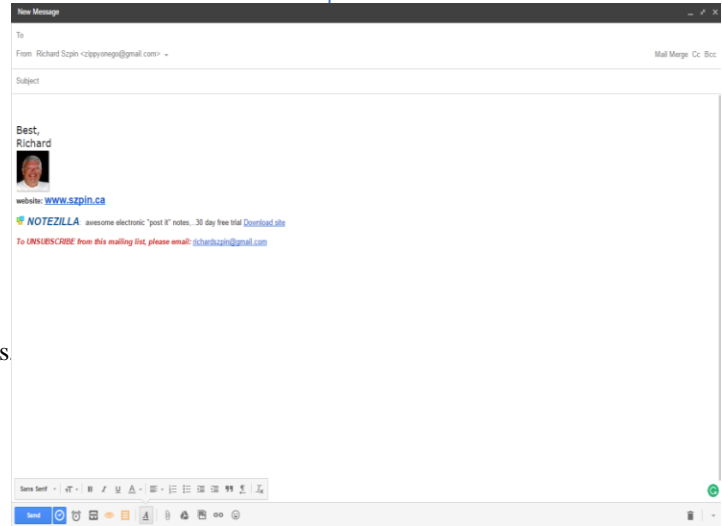 New Message
To
From Richard Szpin <zippyonego@gmail.com>
Mail Merge Cc Bcc
Subject
Best,
Richard
website: www.szpin.ca
NOTEZILLA: awesome electronic "post it" notes,..30 day free trial Download site
To UNSUBSCRIBE from this mailing list, please email: richardszpin@gmail.com
s.
Sans Serif
Send